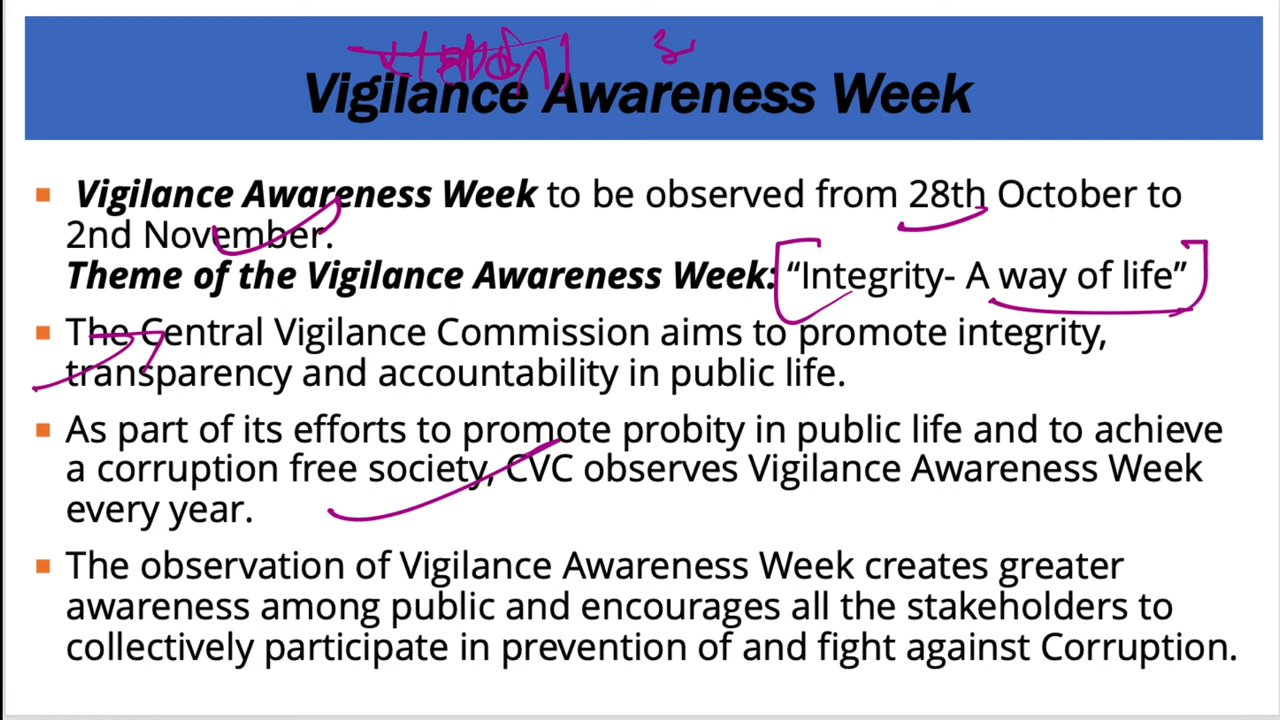 Vigilance Awareness Week
Vigilance Awareness Week to be observed from 28th October to
2nd November.
Theme of the Vigilance Awareness Week: “Integrity- A way of life”
The Central Vigilance Commission aims to promote integrity,
transparency and accountability in public life.
As part of its efforts to promote probity in public life and to achieve
a corruption free society, CVC observes Vigilance Awareness Week
every year.
The observation of Vigilance Awareness Week creates greater
awareness among public and encourages all the stakeholders to
collectively participate in prevention of and fight against Corruption.